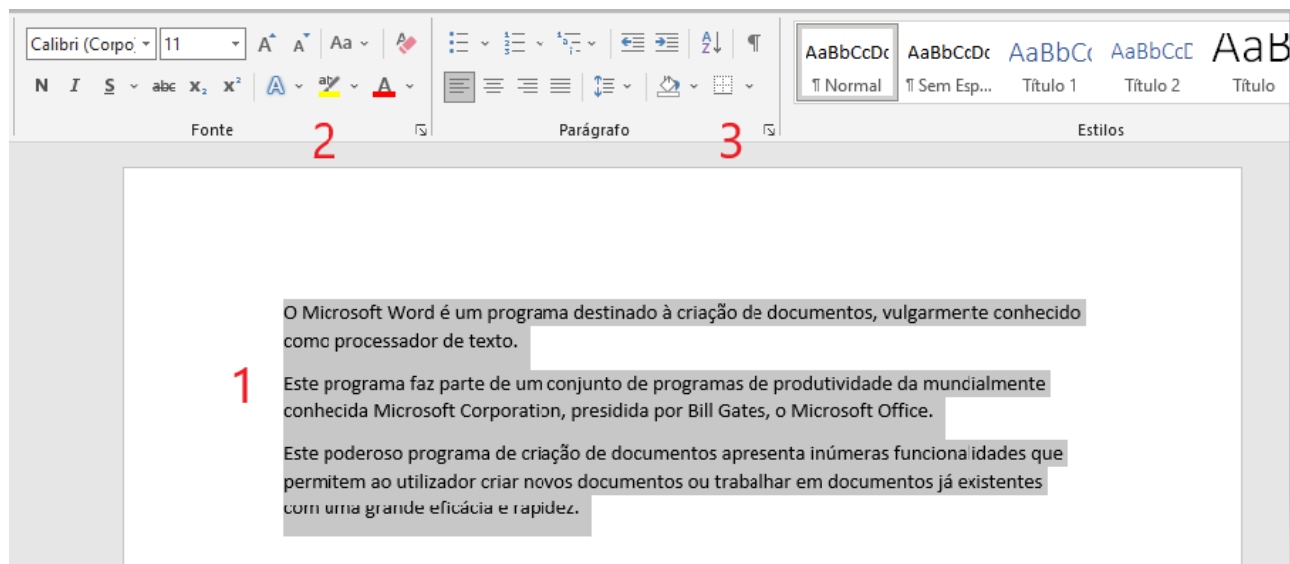 Calibri (Corpo 11 A A Aa
N I S abc x₂ x² A ab A A Z ¶
AaBbCcDc AaBbCcDc AaBbC AaBbCcC AaB
¶ Normal ¶ Sem Esp... Título 1 Título 2 Título
Fonte Parágrafo Estilos
2 3
O Microsoft Word é um programa destinado à criação de documentos, vulgarmente conhecido
como processador de texto.
1
Este programa faz parte de um conjunto de programas de produtividade da mundialmente
conhecida Microsoft Corporation, presidida por Bill Gates, o Microsoft Office.
Este poderoso programa de criação de documentos apresenta inúmeras funcionalidades que
permitem ao utilizador criar novos documentos ou trabalhar em documentos já existentes
com uma grande eficácia e rapidez.